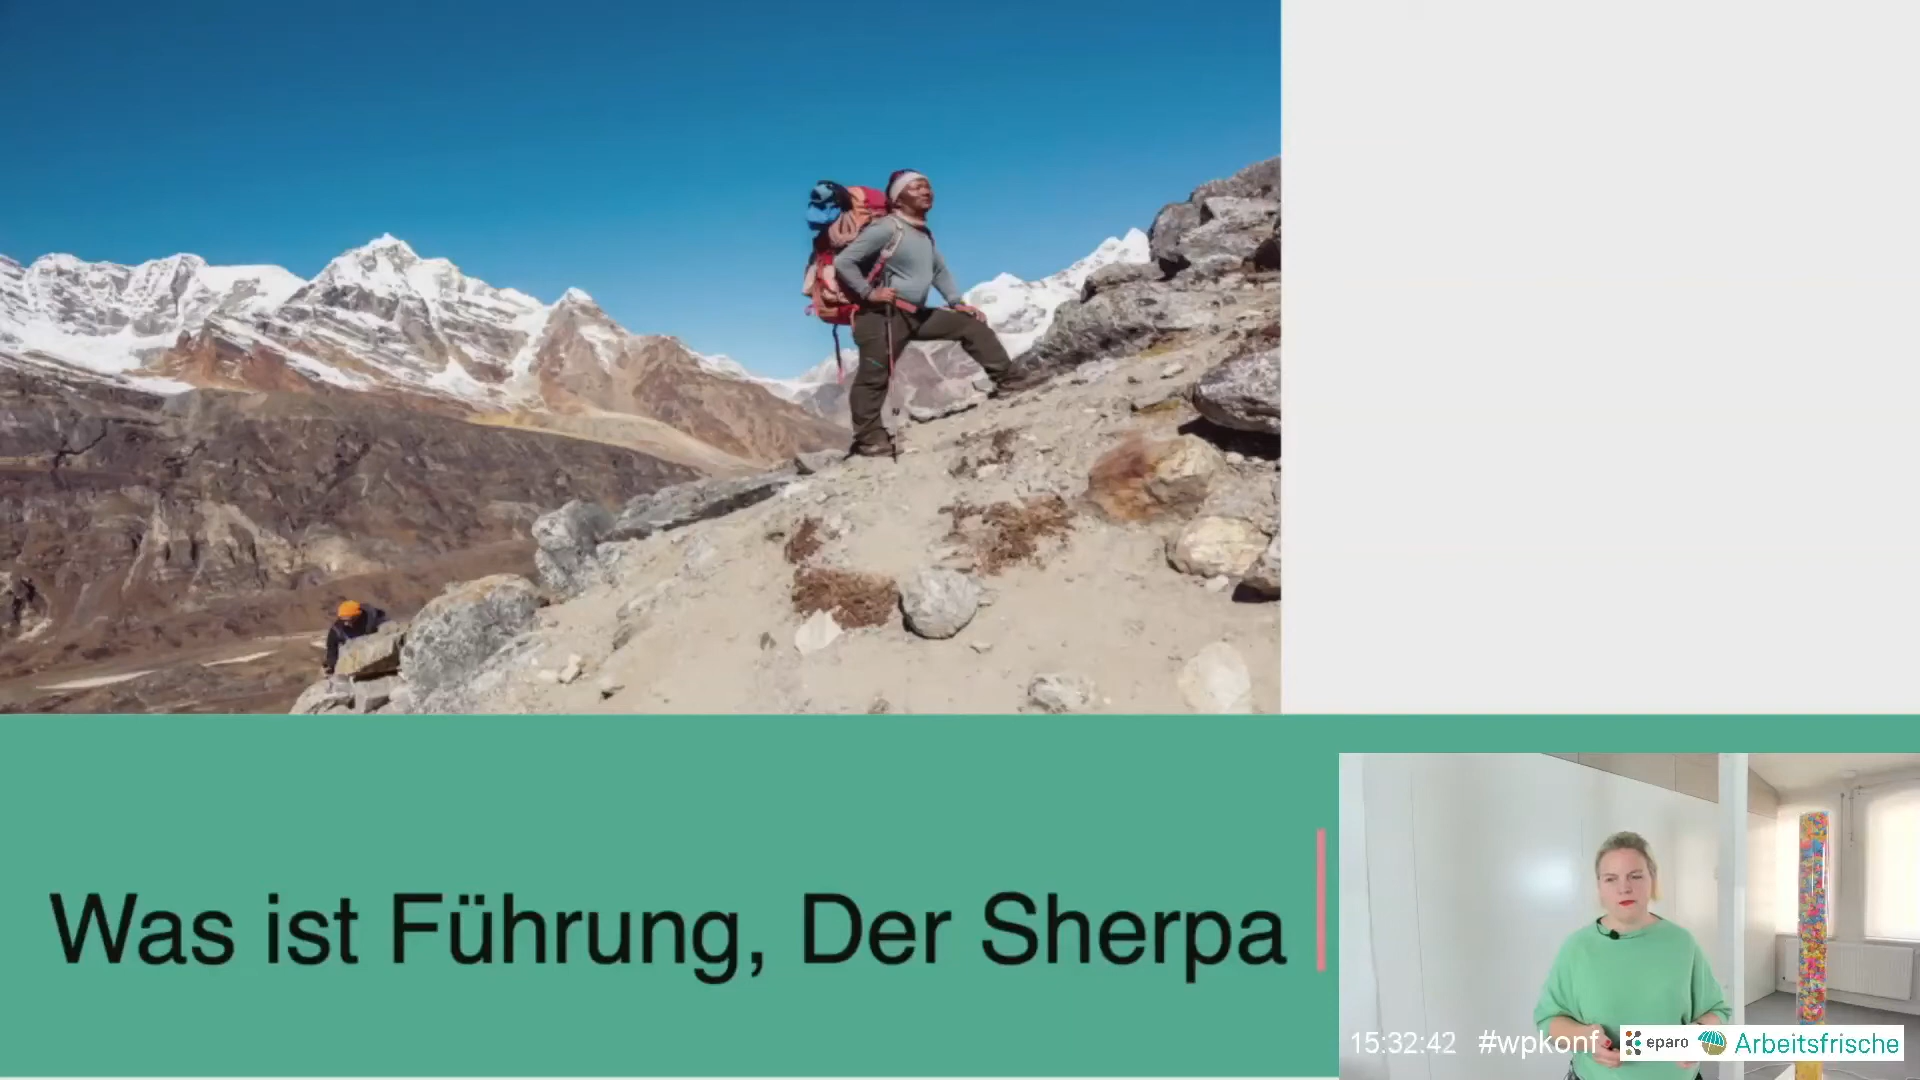 Was ist Führung, Der Sherpa
15:32:42 #wpkonf
eparo
Arbeitsfrische